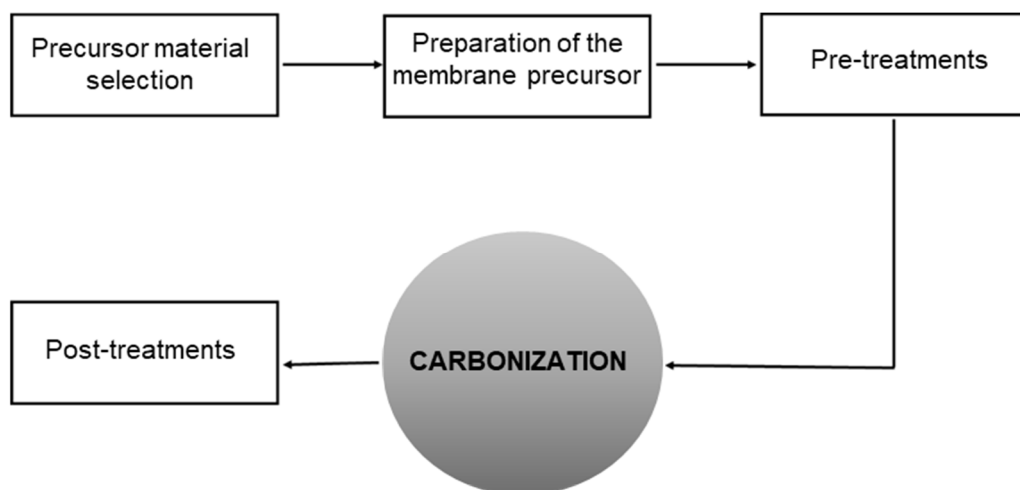 Precursor material
selection
Preparation of the
membrane precursor
Pre-treatments
CARBONIZATION
Post-treatments